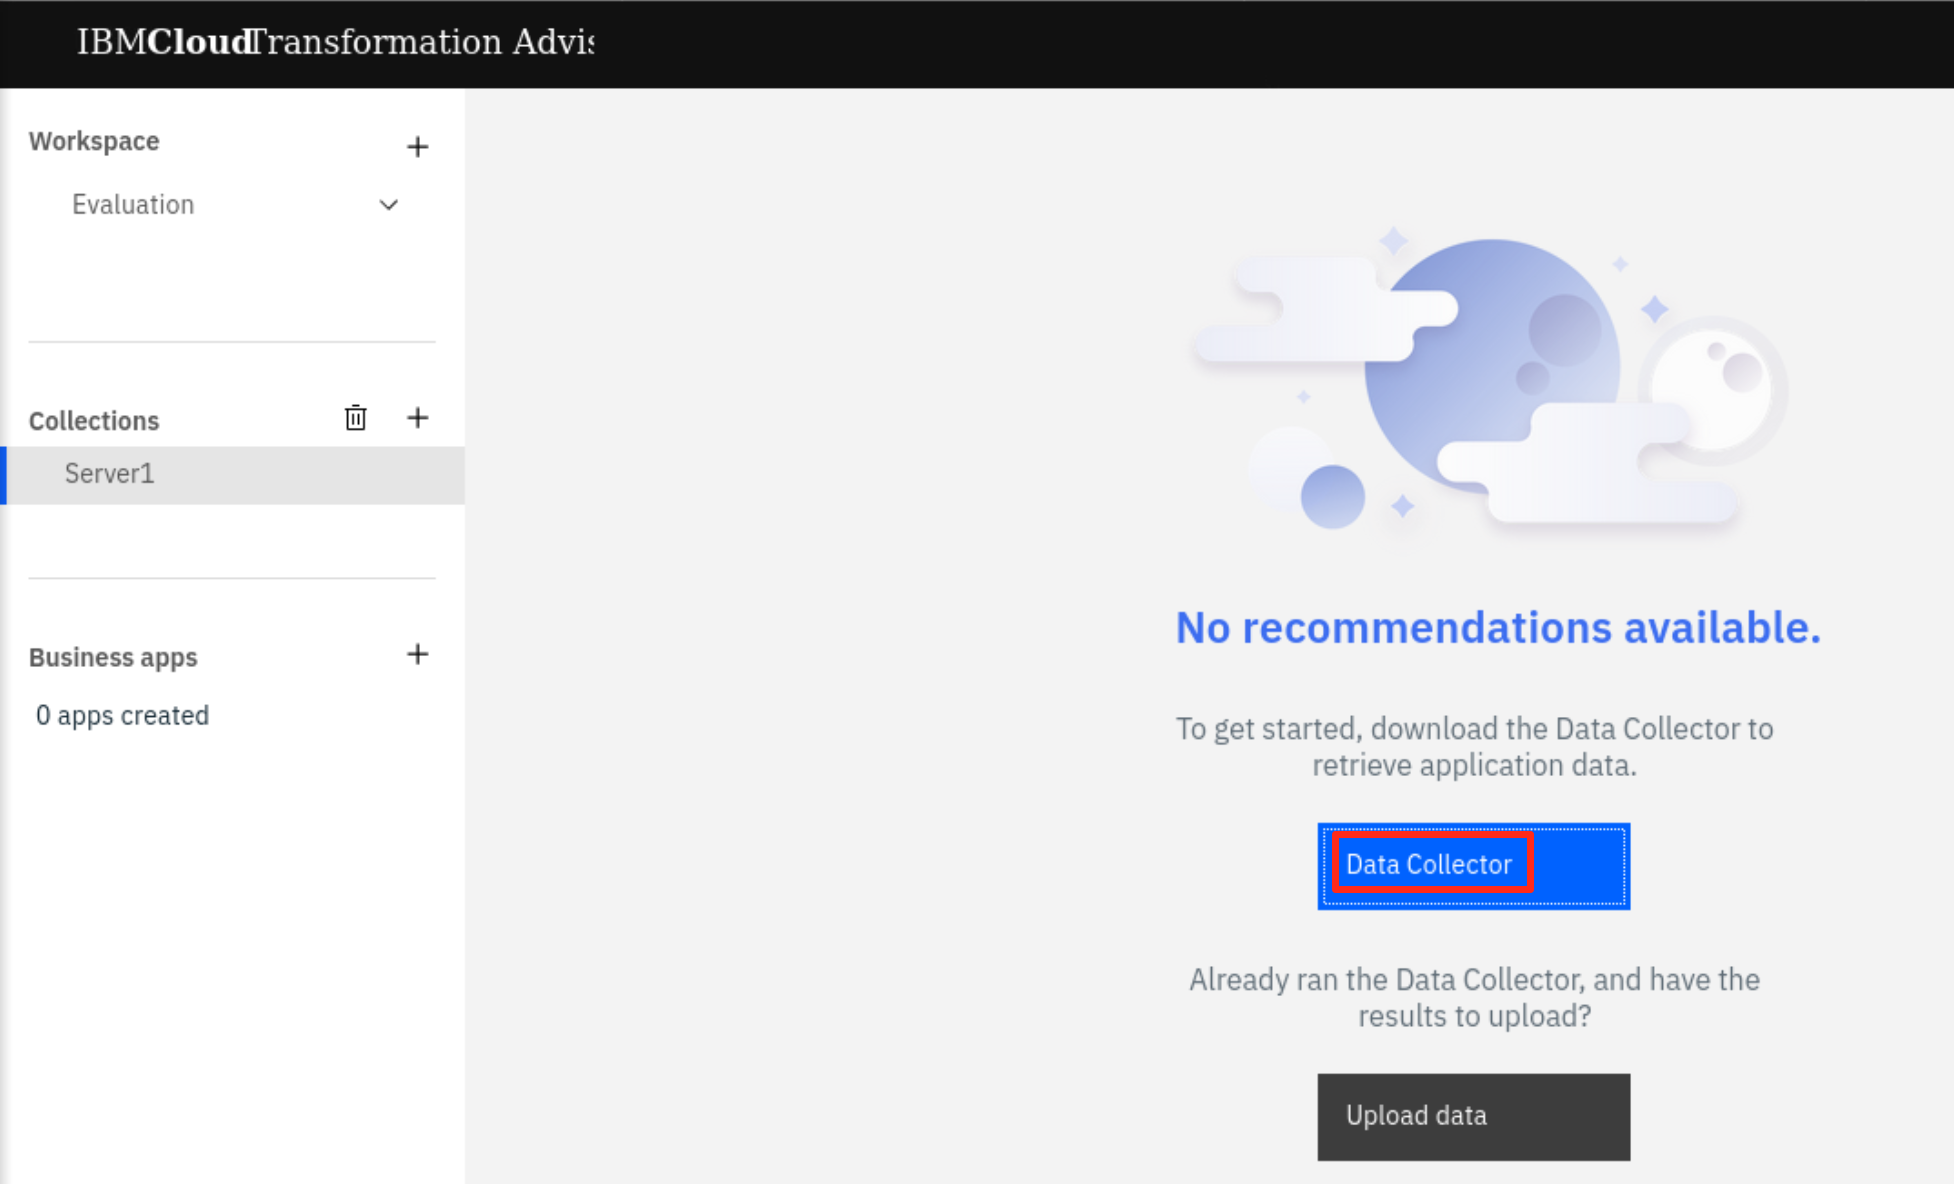 IBMCloudTransformation Advis
Workspace
Evaluation
Collections
Server1
Business apps
0 apps created
No recommendations available.
To get started, download the Data Collector to
retrieve application data.
Data Collector
Already ran the Data Collector, and have the
results to upload?
Upload data